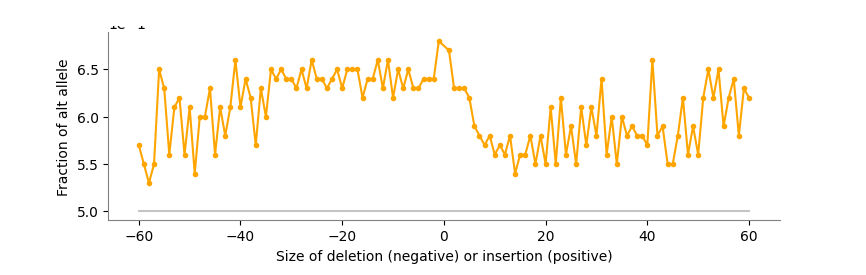 6.5
6.0
5.5
5.0
Fraction of alt allele
−60 −40 −20 0 20 40 60
Size of deletion (negative) or insertion (positive)